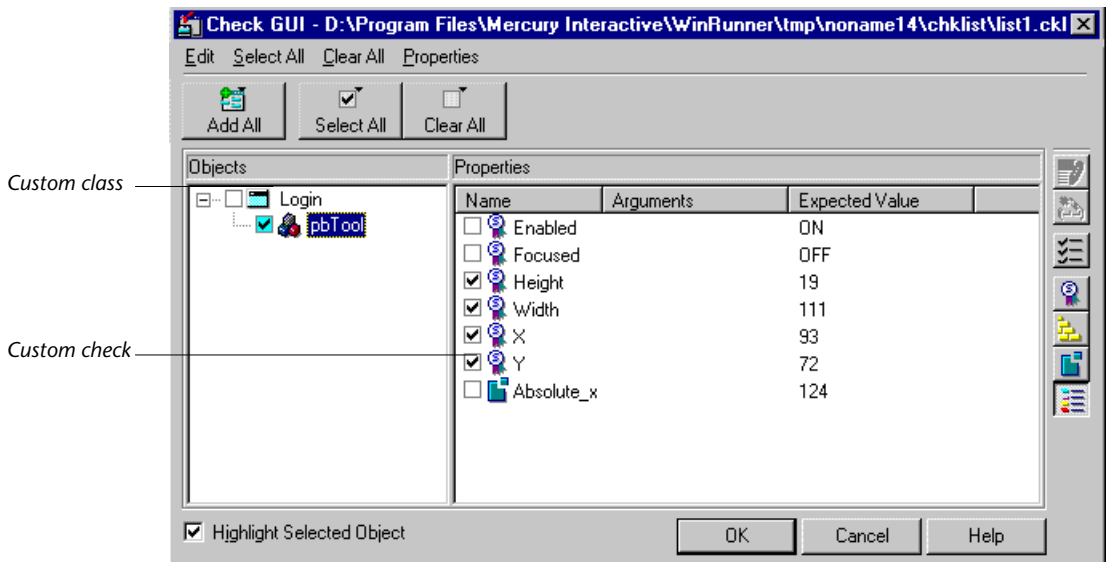 Check GUI - D:\Program Files\Mercury Interactive\WinRunner\tmp\noname14\chklist\list1.ckl
Edit Select All Clear All Properties
Add All Select All Clear All
Objects Properties
Custom class
Login
pbTool
Name Arguments Expected Value
Enabled ON
Focused OFF
Height 19
Width 111
X 93
Custom check
Y 72
Absolute_x 124
Highlight Selected Object
OK Cancel Help